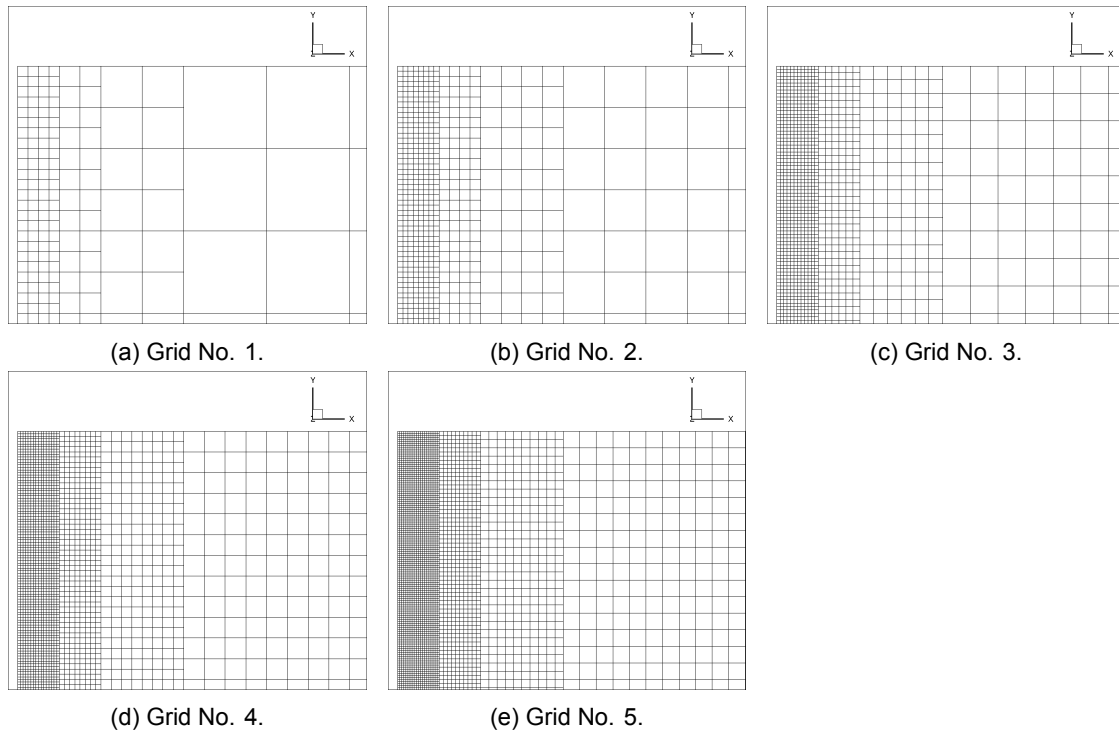 Y
Z X
Y
Z X
Y
Z X
(a) Grid No. 1.
(b) Grid No. 2.
(c) Grid No. 3.
Y
Z X
Y
Z X
(d) Grid No. 4.
(e) Grid No. 5.